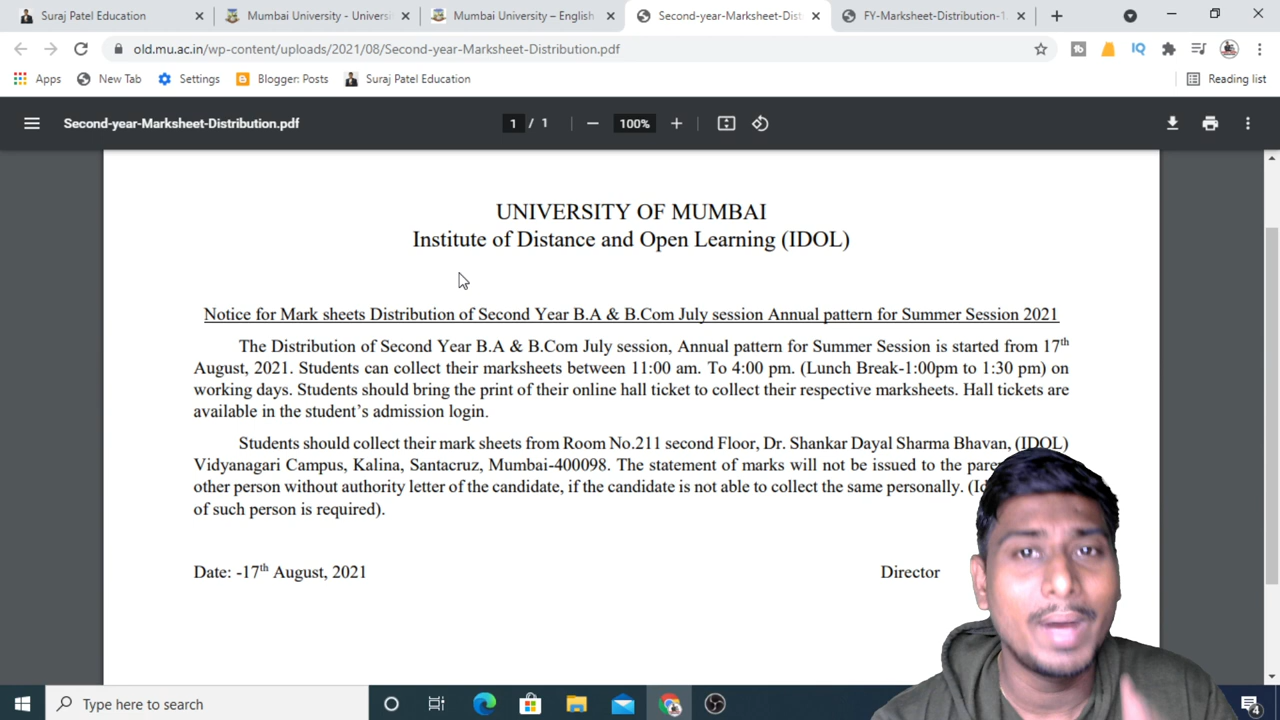 Suraj Patel Education
Mumbai University - Universi
Mumbai University – English
Second-year-Marksheet-Dist
FY-Marksheet-Distribution-1
old.mu.ac.in/wp-content/uploads/2021/08/Second-year-Marksheet-Distribution.pdf
IQ
Apps
New Tab
Settings
Blogger: Posts
Suraj Patel Education
Reading list
Second-year-Marksheet-Distribution.pdf
1 / 1
100%
UNIVERSITY OF MUMBAI
Institute of Distance and Open Learning (IDOL)
Notice for Mark sheets Distribution of Second Year B.A & B.Com July session Annual pattern for Summer Session 2021
The Distribution of Second Year B.A & B.Com July session, Annual pattern for Summer Session is started from 17th
August, 2021. Students can collect their marksheets between 11:00 am. To 4:00 pm. (Lunch Break-1:00pm to 1:30 pm) on
working days. Students should bring the print of their online hall ticket to collect their respective marksheets. Hall tickets are
available in the student's admission login.
Students should collect their mark sheets from Room No.211 second Floor, Dr. Shankar Dayal Sharma Bhavan, (IDOL)
Vidyanagari Campus, Kalina, Santacruz, Mumbai-400098. The statement of marks will not be issued to the
other person without authority letter of the candidate, if the candidate is not able to collect the same personally.
of such person is required).
Date: -17th August, 2021
Director
Type here to search
4